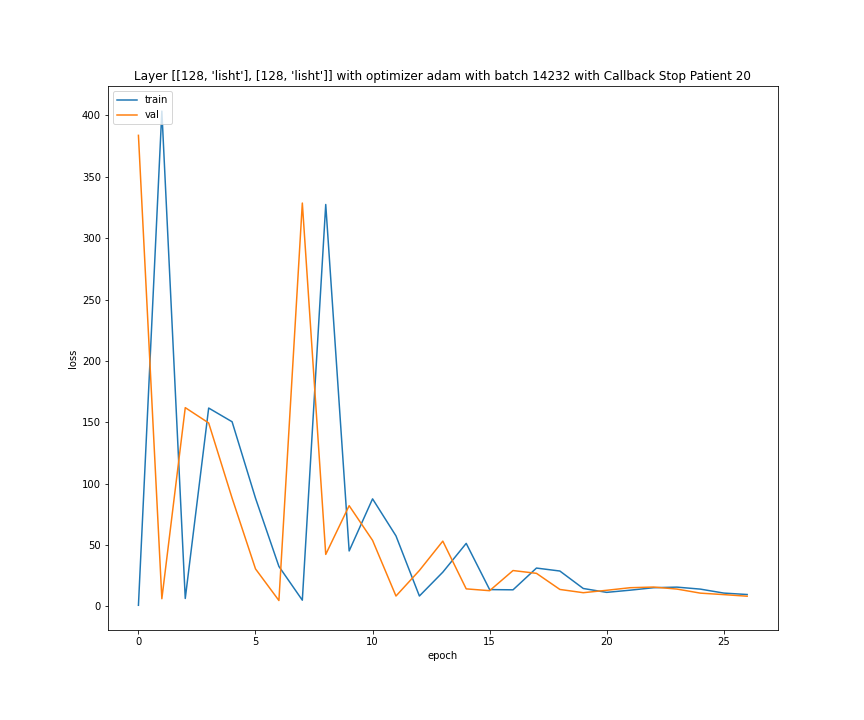 Layer [[128, 'lisht'], [128, 'lisht']] with optimizer adam with batch 14232 with Callback Stop Patient 20
train
val
400
350
300
250
200
150
100
50
0
loss
0 5 10 15 20 25
epoch